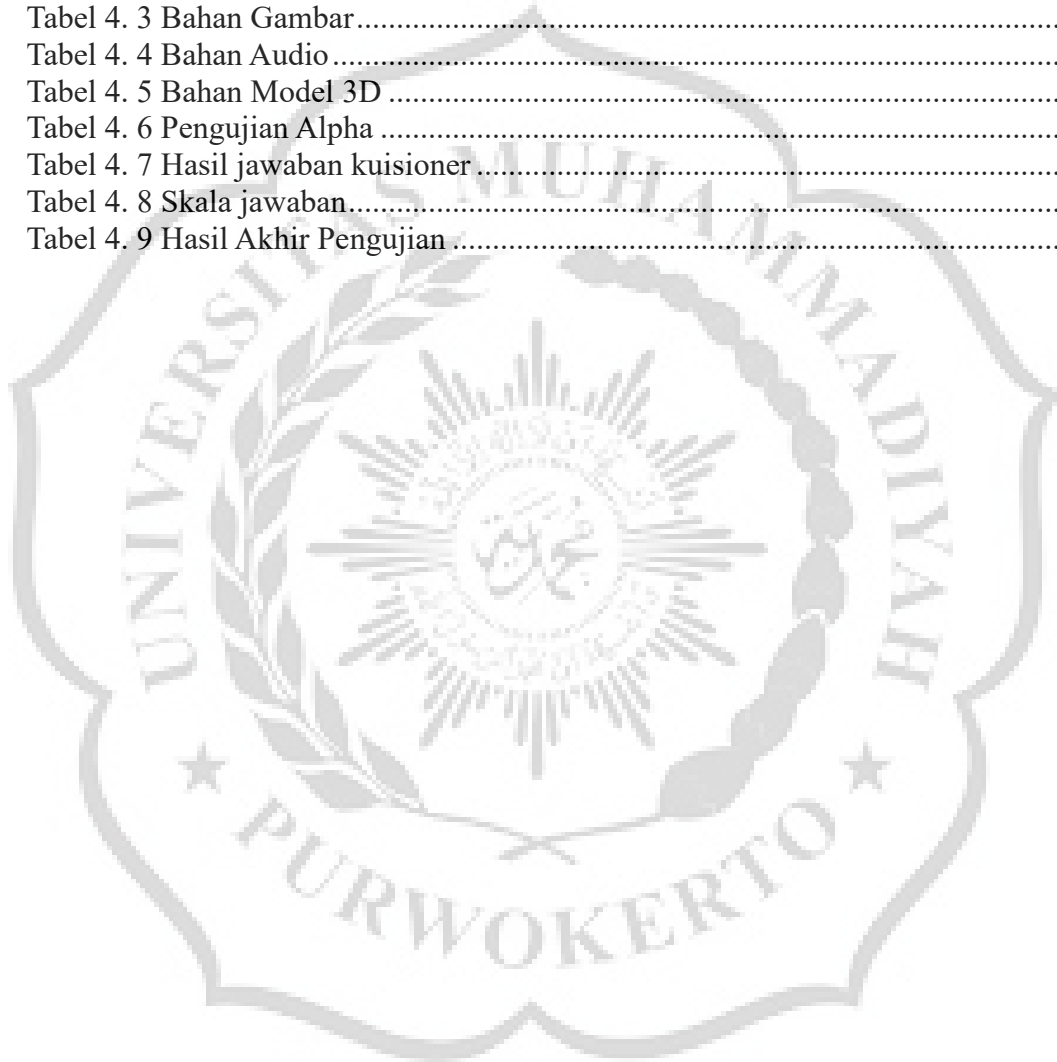 Tabel 4. 3 Bahan Gambar...........................................................................................................
Tabel 4. 4 Bahan Audio...............................................................................................................
Tabel 4. 5 Bahan Model 3D .......................................................................................................
Tabel 4. 6 Pengujian Alpha ........................................................................................................
Tabel 4. 7 Hasil jawaban kuisioner ............................................................................................
Tabel 4. 8 Skala jawaban.............................................................................................................
Tabel 4. 9 Hasil Akhir Pengujian ...............................................................................................
UNIVERSITAS MUHAMMADIYAH
PURWOKERTO